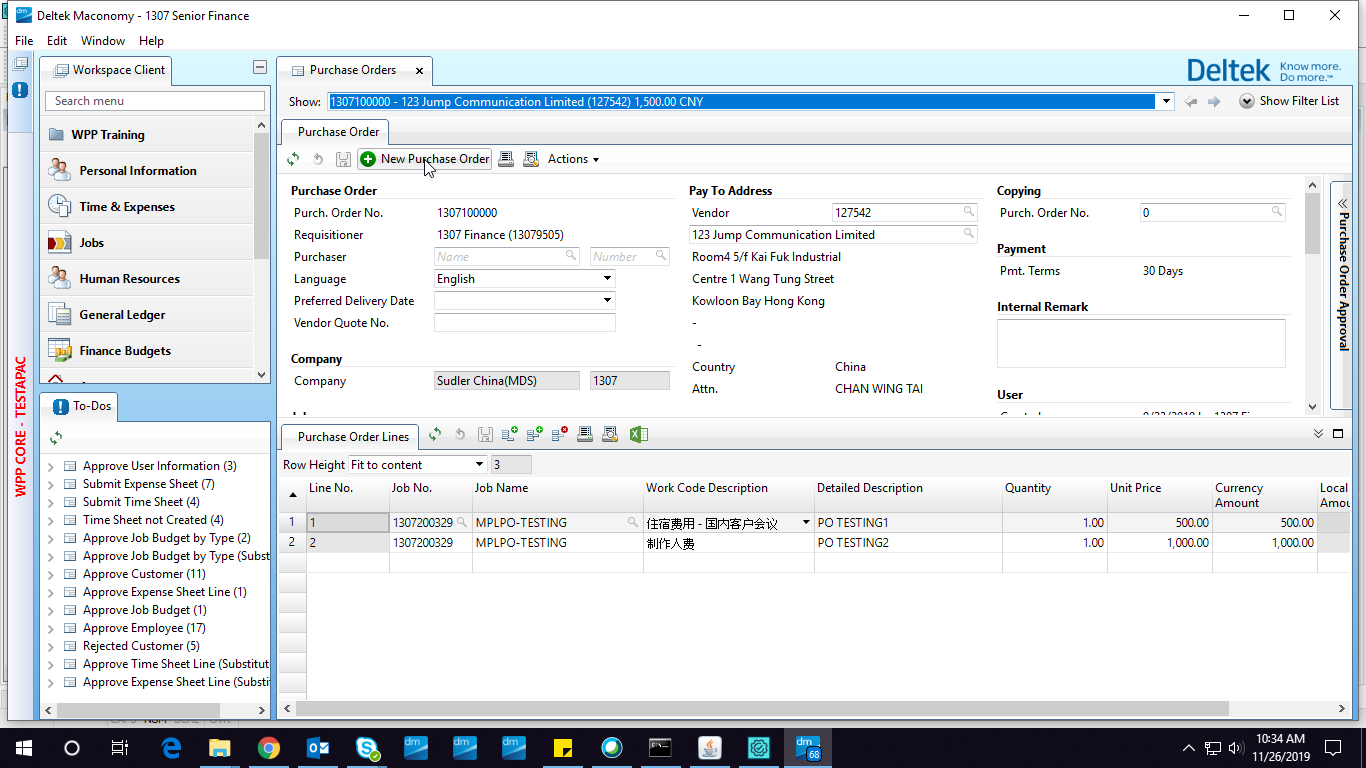 Deltek Maconomy - 1307 Senior Finance
File Edit Window Help
Workspace Client
Search menu
WPP Training
Personal Information
Time & Expenses
Jobs
Human Resources
General Ledger
Finance Budgets
WPP CORE - TESTAPAC
To-Dos
Approve User Information (3)
Submit Expense Sheet (7)
Submit Time Sheet (4)
Time Sheet not Created (4)
Approve Job Budget by Type (2)
Approve Job Budget by Type (Subst
Approve Customer (11)
Approve Expense Sheet Line (1)
Approve Job Budget (1)
Approve Employee (17)
Rejected Customer (5)
Approve Time Sheet Line (Substitut
Approve Expense Sheet Line (Substi
Purchase Orders
Deltek Know more. Do more.™
Show: 1307100000 - 123 Jump Communication Limited (127542) 1,500.00 CNY
Show Filter List
Purchase Order
New Purchase Order Actions
Purchase Order
Purch. Order No. 1307100000
Requisitioner 1307 Finance (13079505)
Purchaser Name Number
Language English
Preferred Delivery Date
Vendor Quote No.
Company
Company Sudler China(MDS) 1307
Pay To Address
Vendor 127542
123 Jump Communication Limited
Room4 5/f Kai Fuk Industrial
Centre 1 Wang Tung Street
Kowloon Bay Hong Kong
-
-
Country China
Attn. CHAN WING TAI
Copying
Purch. Order No. 0
Payment
Pmt. Terms 30 Days
Internal Remark
User
Purchase Order Approval
Purchase Order Lines
Row Height Fit to content 3
Line No. Job No. Job Name Work Code Description Detailed Description Quantity Unit Price Currency Amount Local Amou
1 1 1307200329 MPLPO-TESTING 住宿费用 - 国内客户会议 PO TESTING1 1.00 500.00 500.00
2 2 1307200329 MPLPO-TESTING 制作人费 PO TESTING2 1.00 1,000.00 1,000.00
dm 68
10:34 AM
11/26/2019